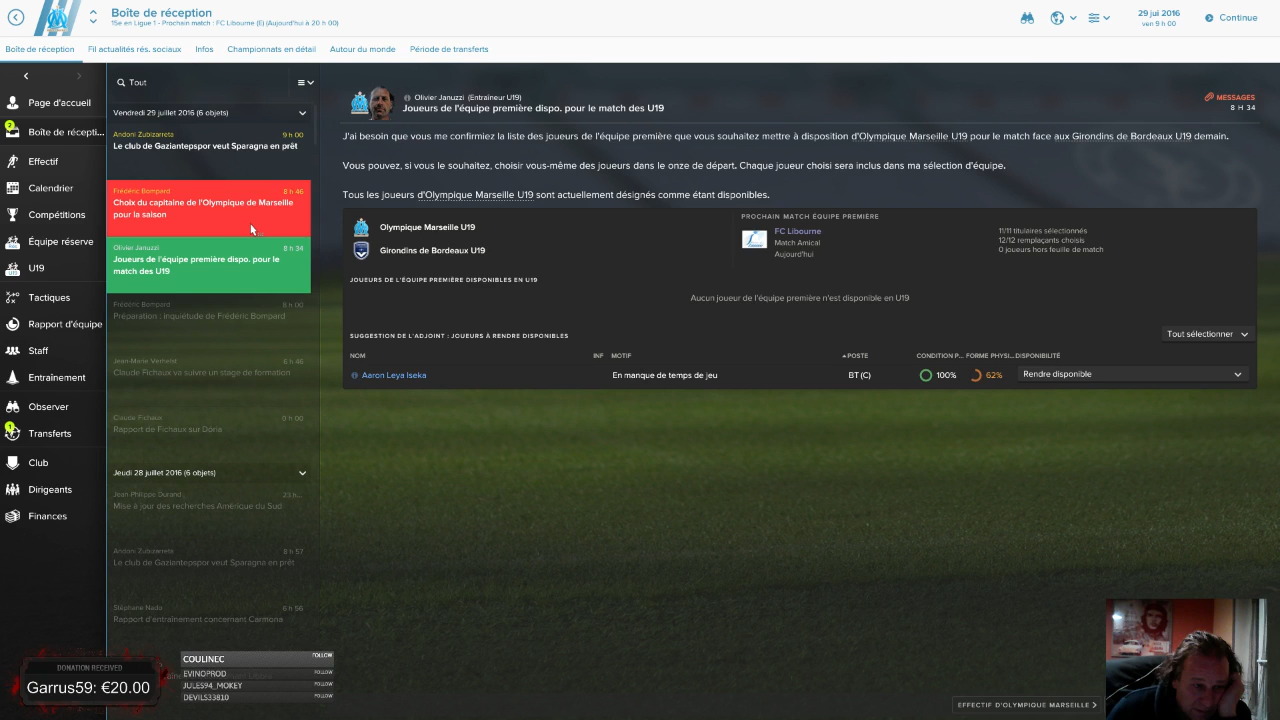 Boîte de réception
15e en Ligue 1 - Prochain match : FC Libourne (E) (Aujourd'hui à 20 h 00)
29 jui 2016
ven 9 h 00
Continue
Boîte de réception
Fil actualités rés. sociaux
Infos
Championnats en détail
Autour du monde
Période de transferts
Page d'accueil
2
Boîte de récepti...
Effectif
Calendrier
Compétitions
Équipe réserve
U19
Tactiques
Rapport d'équipe
Staff
Entraînement
Observer
1
Transferts
Club
Dirigeants
Finances
Tout
Vendredi 29 juillet 2016 (6 objets)
Andoni Zubizarreta 9 h 00
Le club de Gaziantepspor veut Sparagna en prêt
Frédéric Bompard 8 h 46
Choix du capitaine de l'Olympique de Marseille
pour la saison
Olivier Januzzi 8 h 34
Joueurs de l'équipe première dispo. pour le
match des U19
Frédéric Bompard 8 h 00
Préparation : inquiétude de Frédéric Bompard
Jean-Marie Verhetst 6 h 46
Claude Fichaux va suivre un stage de formation
Claude Fichaux 0 h 00
Rapport de Fichaux sur Doria
Jeudi 28 juillet 2016 (6 objets)
Jean-Philippe Durand 23 h...
Mise à jour des recherches Amérique du Sud
Andoni Zubizarreta 8 h 57
Le club de Gaziantepspor veut Sparagna en prêt
Stéphane Nado 6 h 56
Rapport d'entraînement concernant Carmona
Olivier Januzzi (Entraîneur U19)
Joueurs de l'équipe première dispo. pour le match des U19
MESSAGES
8 H 34
J'ai besoin que vous me confirmiez la liste des joueurs de l'équipe première que vous souhaitez mettre à disposition d'Olympique Marseille U19 pour le match face aux Girondins de Bordeaux U19 demain.
Vous pouvez, si vous le souhaitez, choisir vous-même des joueurs dans le onze de départ. Chaque joueur choisi sera inclus dans ma sélection d'équipe.
Tous les joueurs d'Olympique Marseille U19 sont actuellement désignés comme étant disponibles.
Olympique Marseille U19
Girondins de Bordeaux U19
PROCHAIN MATCH ÉQUIPE PREMIÈRE
FC Libourne
Match Amical
Aujourd'hui
11/11 titulaires sélectionnés
12/12 remplaçants choisis
0 joueurs hors feuille de match
JOUEURS DE L'ÉQUIPE PREMIÈRE DISPONIBLES EN U19
Aucun joueur de l'équipe première n'est disponible en U19
SUGGESTION DE L'ADJOINT : JOUEURS À RENDRE DISPONIBLES
Tout sélectionner
NOM INF MOTIF POSTE CONDITION P... FORME PHYSI... DISPONIBILITÉ
Aaron Leya Iseka En manque de temps de jeu BT (C) 100% 62% Rendre disponible
EFFECTIF D'OLYMPIQUE MARSEILLE
DONATION RECEIVED
Garrus59: €20.00
COULINEC FOLLOW
EVINOPROD FOLLOW
JULES94_MOKEY FOLLOW
DEVILS33810 FOLLOW